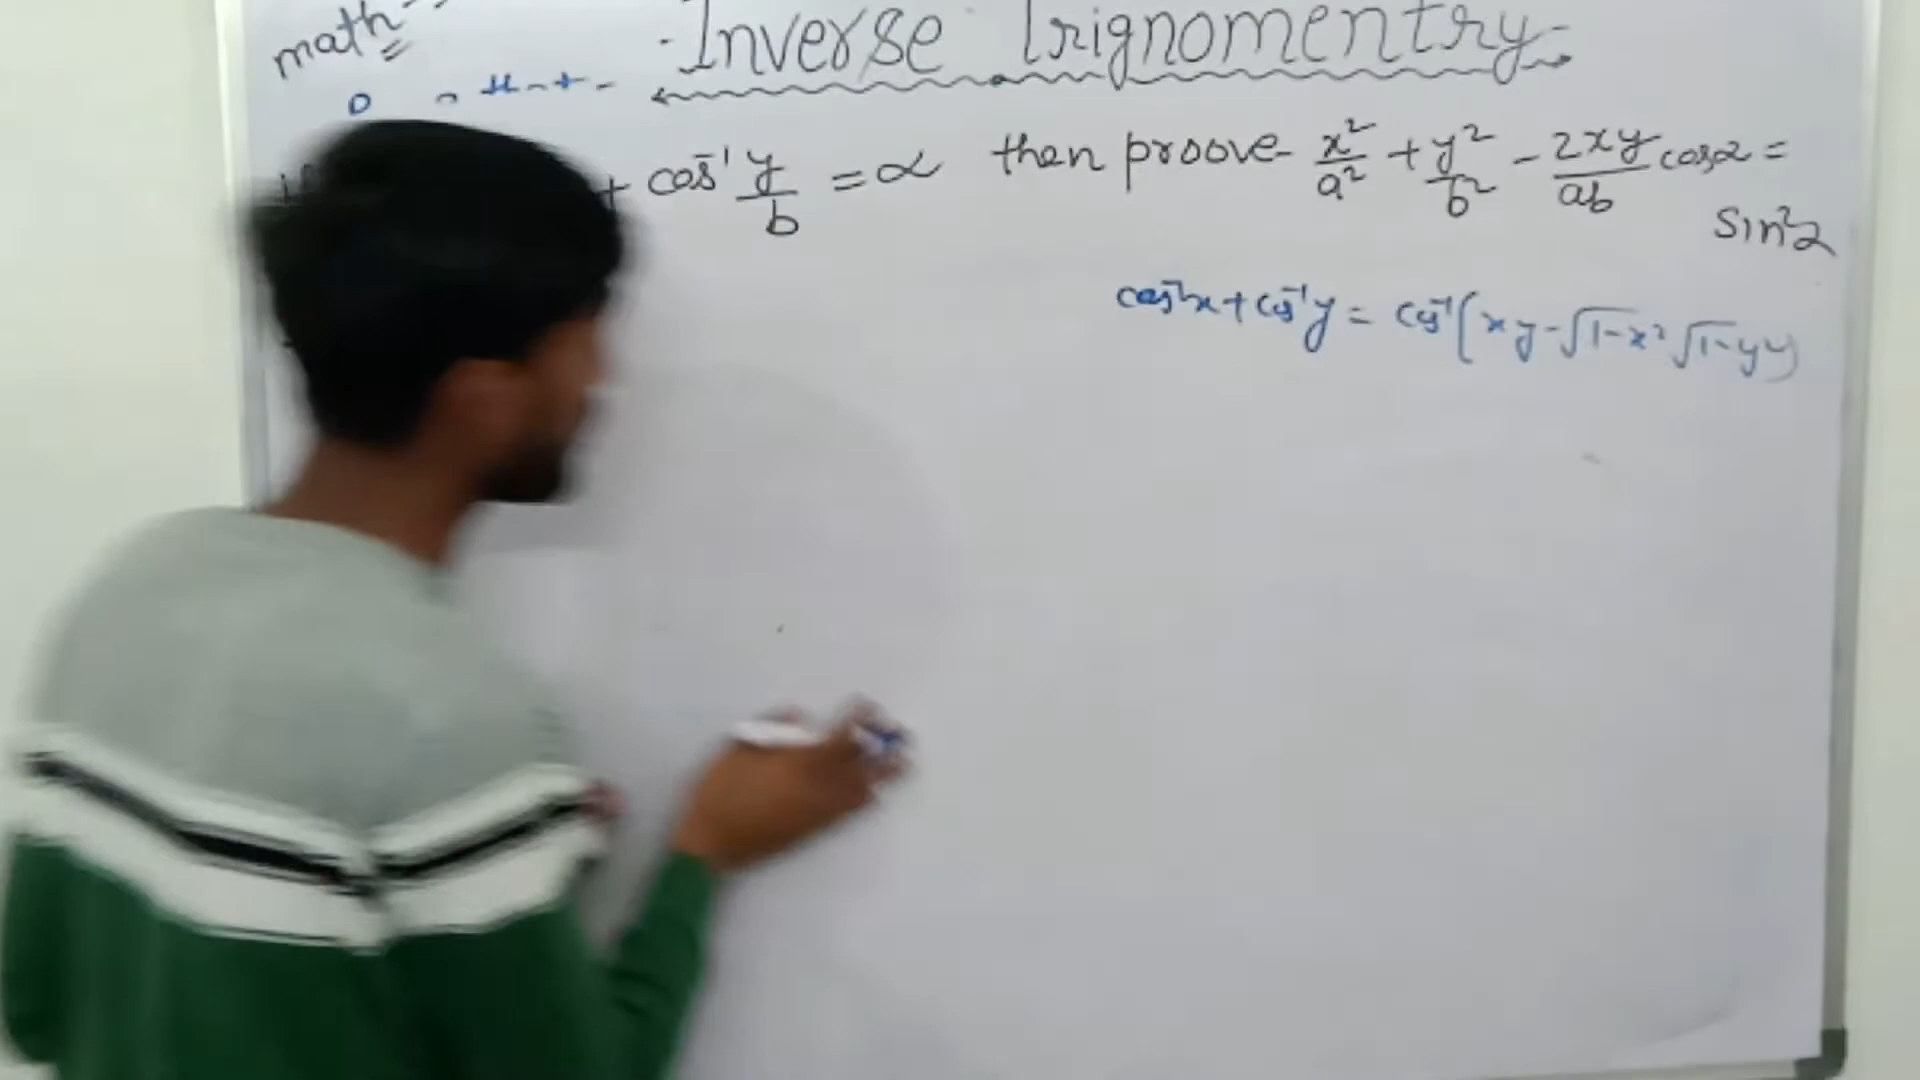 math
Inverse Trignomentry
+ cos⁻¹ y/b = α then proove- x²/a² + y²/b² - 2xy/ab cosα =
sin²α
cos⁻¹x + cos⁻¹y = cos⁻¹(xy - √1-x² √1-y²)